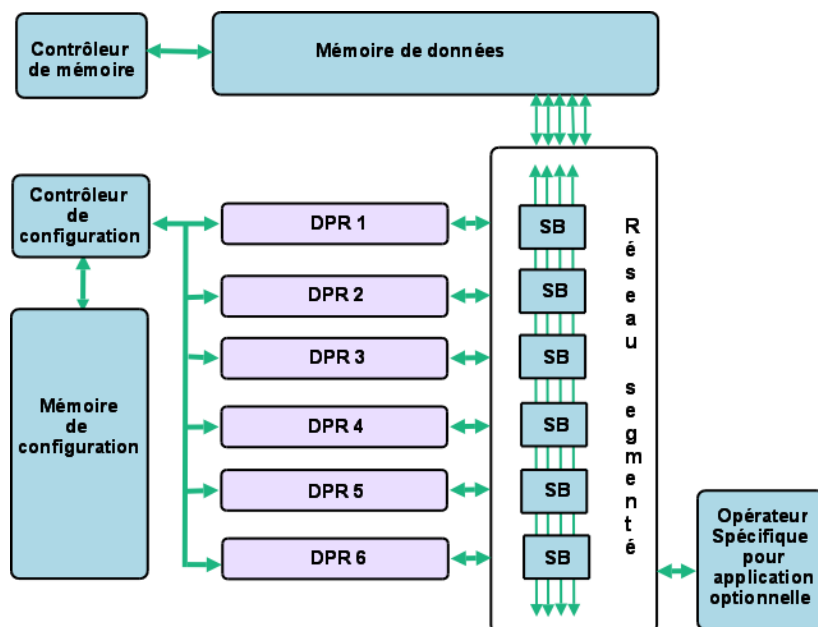 Contrôleur
de mémoire
Mémoire de données
Contrôleur
de
configuration
Mémoire
de
configuration
DPR 1
DPR 2
DPR 3
DPR 4
DPR 5
DPR 6
SB
SB
SB
SB
SB
SB
Réseau segmenté
Opérateur
Spécifique
pour
application
optionnelle